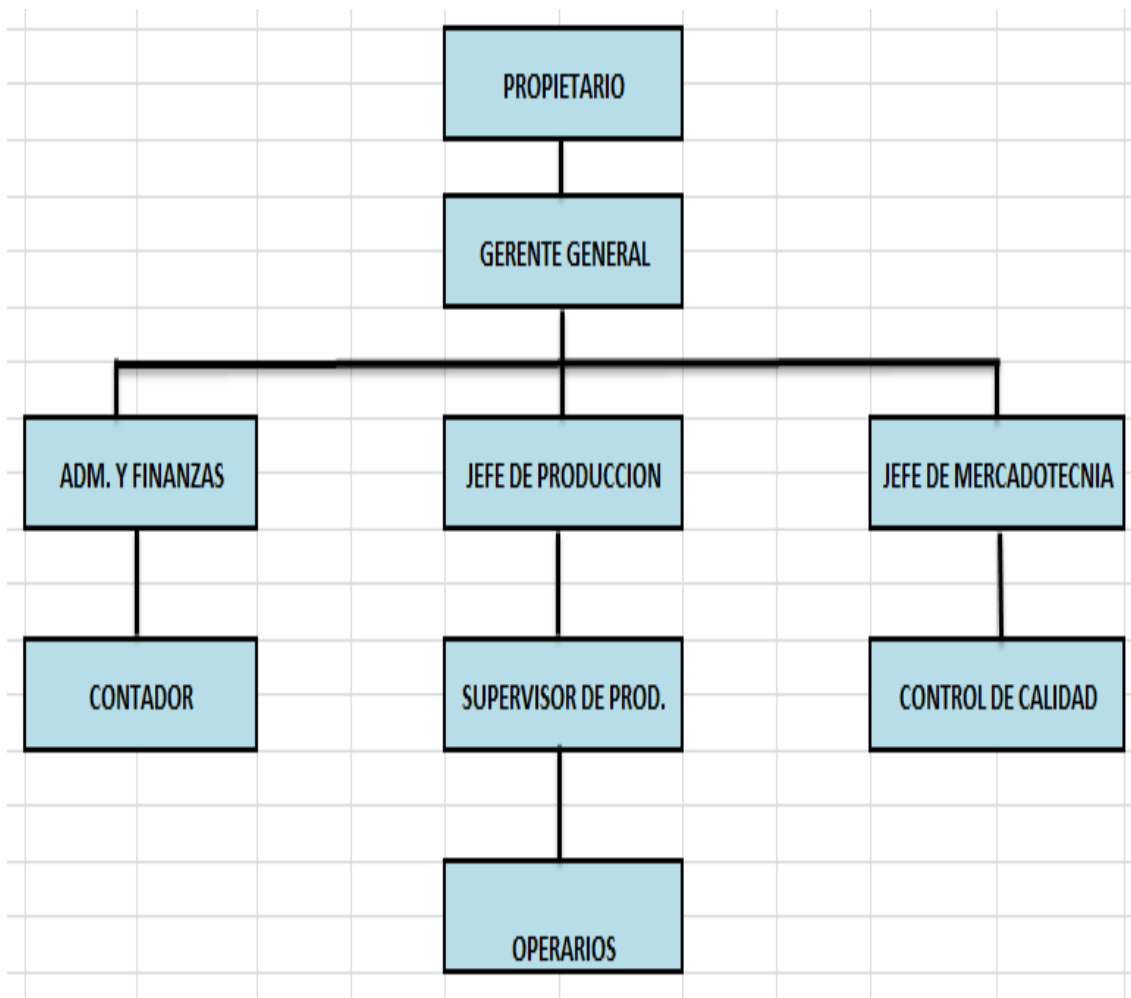 PROPIETARIO
GERENTE GENERAL
ADM. Y FINANZAS
JEFE DE PRODUCCION
JEFE DE MERCADOTECNIA
CONTADOR
SUPERVISOR DE PROD.
CONTROL DE CALIDAD
OPERARIOS